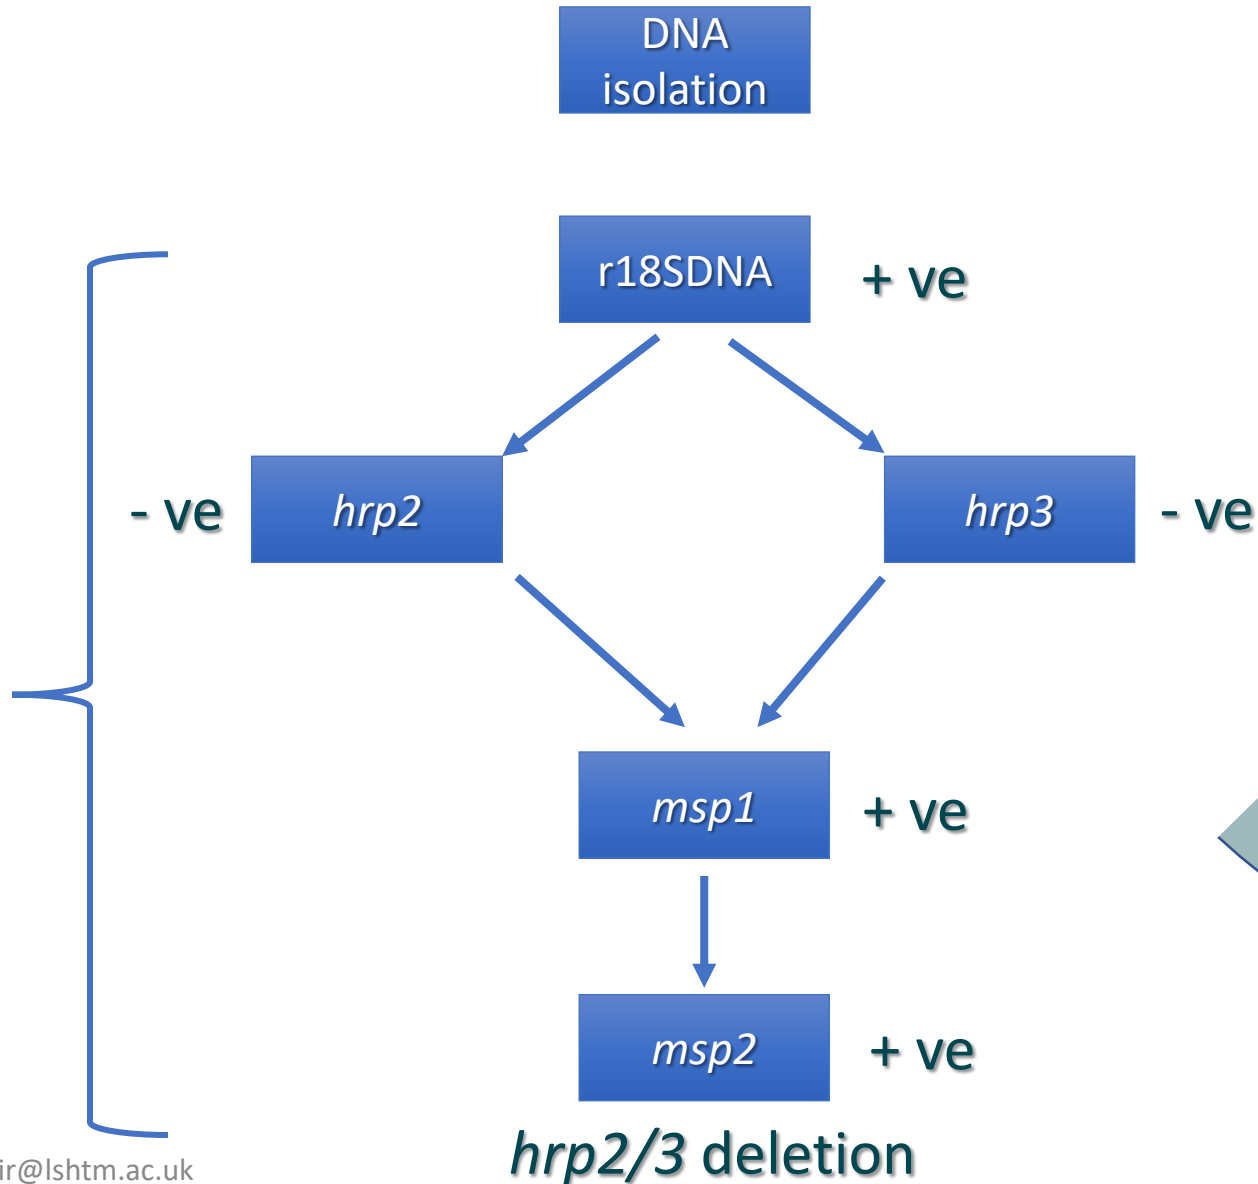 DNA
isolation
r18SDNA
+ ve
- ve
hrp2
hrp3
- ve
msp1
+ ve
msp2
+ ve
hrp2/3 deletion
ir@lshtm.ac.uk